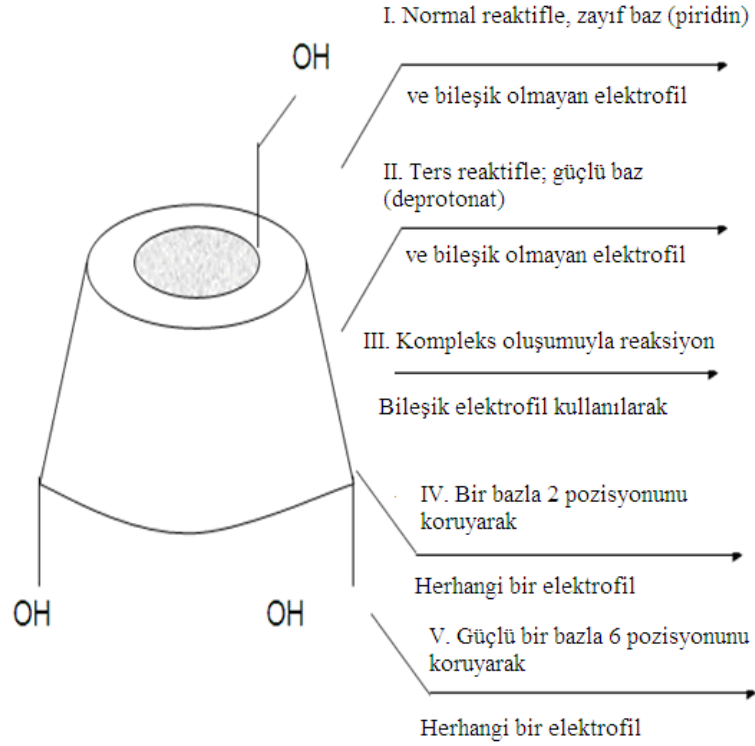 I. Normal reaktifle, zayıf baz (piridin)
OH
ve bileşik olmayan elektrofil
II. Ters reaktifle; güçlü baz
(deprotonat)
ve bileşik olmayan elektrofil
III. Kompleks oluşumuyla reaksiyon
Bileşik elektrofil kullanılarak
IV. Bir bazla 2 pozisyonunu
koruyarak
Herhangi bir elektrofil
OH
OH
V. Güçlü bir bazla 6 pozisyonunu
koruyarak
Herhangi bir elektrofil